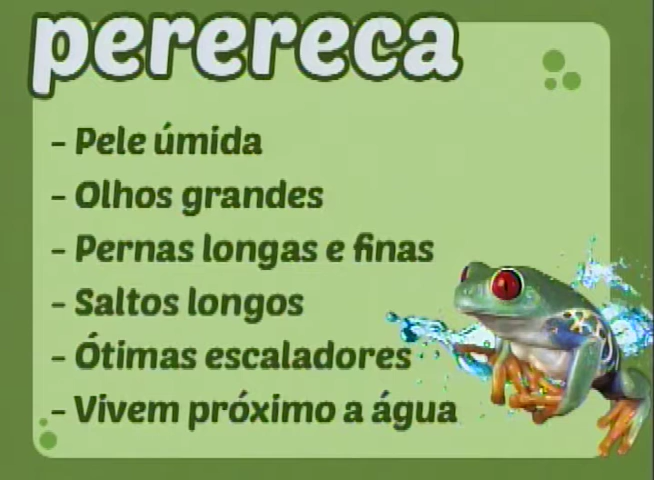 perereca
- Pele úmida
- Olhos grandes
- Pernas longas e finas
- Saltos longos
- Ótimas escaladores
- Vivem próximo a água